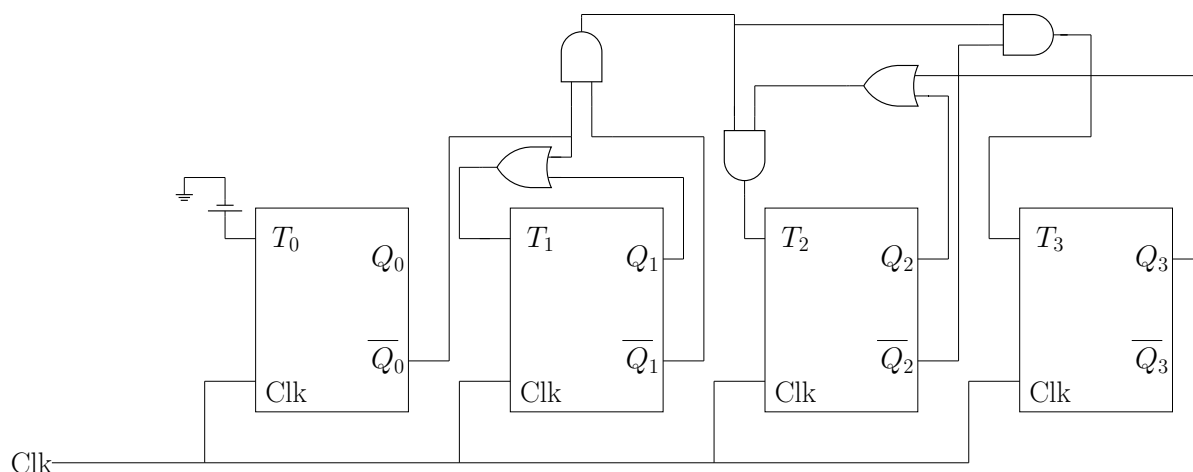 T0 T1 T2 T3
Q0 Q1 Q2 Q3
Q̅0 Q̅1 Q̅2 Q̅3
Clk Clk Clk Clk
Clk